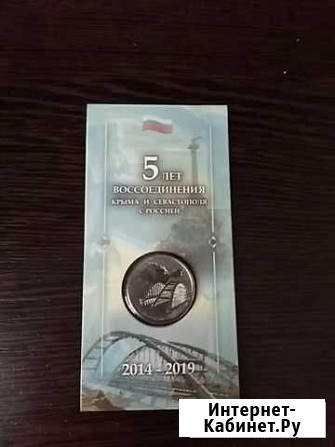 5 ЛЕТ
ВОССОЕДИНЕНИЯ
КРЫМА И СЕВАСТОПОЛЯ
С РОССИЕЙ
2014-2019
Интернет-
Кабинет.Ру